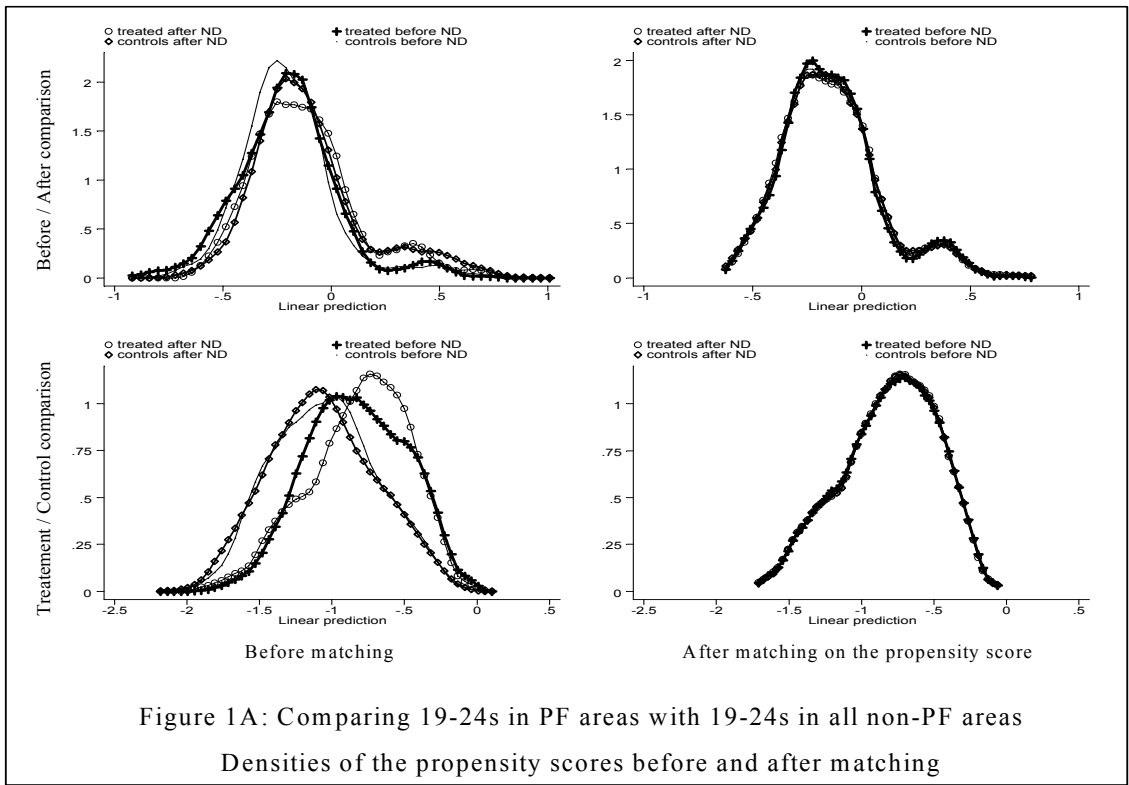 treated after ND treated before ND
controls after ND controls before ND
Before / After comparison
2
1.5
1
.5
0
-1 -.5 0 .5 1
Linear prediction
treated after ND treated before ND
controls after ND controls before ND
2
1.5
1
.5
0
-1 -.5 0 .5 1
Linear prediction
treated after ND treated before ND
controls after ND controls before ND
Treatement / Control comparison
1
.75
.5
.25
0
-2.5 -2 -1.5 -1 -.5 0 .5
Linear prediction
Before matching
treated after ND treated before ND
controls after ND controls before ND
1
.75
.5
.25
0
-2.5 -2 -1.5 -1 -.5 0 .5
Linear prediction
After matching on the propensity score
Figure 1A: Comparing 19-24s in PF areas with 19-24s in all non-PF areas
Densities of the propensity scores before and after matching